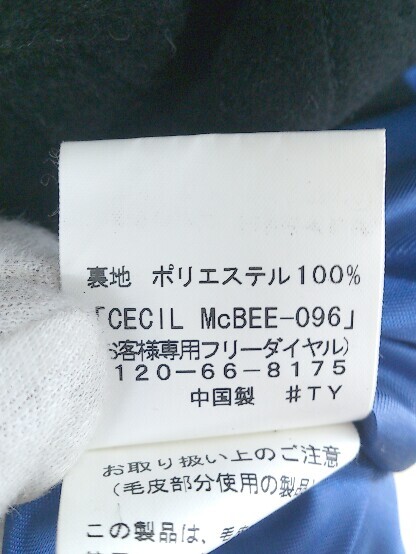 裏地 ポリエステル100%
「CECIL McBEE-096」
お客様専用フリーダイヤル)
120-66-8175
中国製 #TY
お取り扱い上のご注意
(毛皮部分使用の製品
この製品は、毛